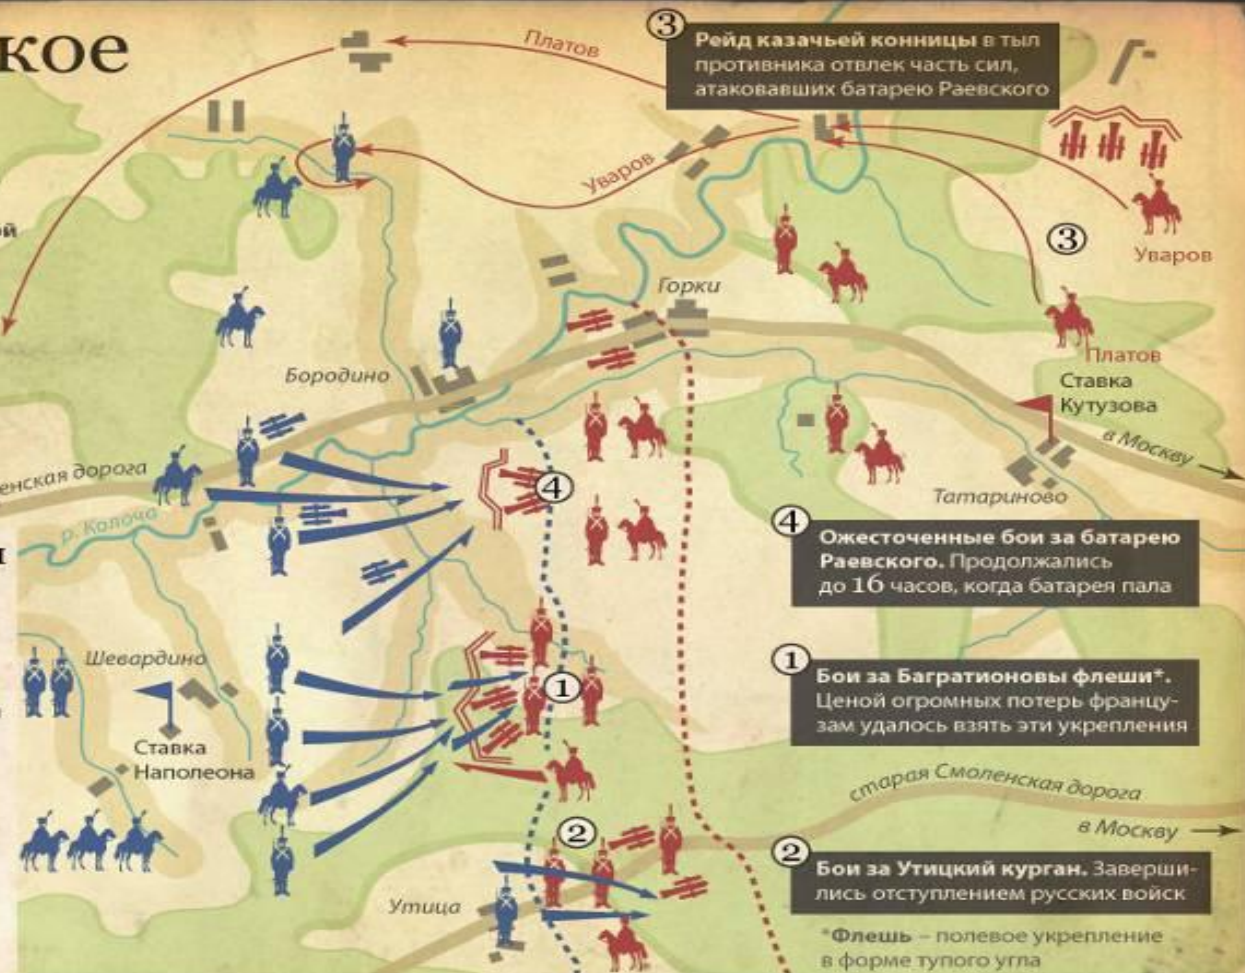 кое
Платов
3
Рейд казачьей конницы в тыл
противника отвлек часть сил,
атаковавших батарею Раевского
Уваров
3
Уваров
Горки
Платов
Бородино
Ставка
Кутузова
в Москву
енская дорога
Татариново
р. Колоча
4
4
Ожесточенные бои за батарею
Раевского. Продолжались
до 16 часов, когда батарея пала
Шевардино
1
1
Бои за Багратионовы флеши*.
Ценой огромных потерь францу-
зам удалось взять эти укрепления
Ставка
Наполеона
старая Смоленская дорога
в Москву
2
2
Бои за Утицкий курган. Заверши-
лись отступлением русских войск
Утица
*Флешь – полевое укрепление
в форме тупого угла